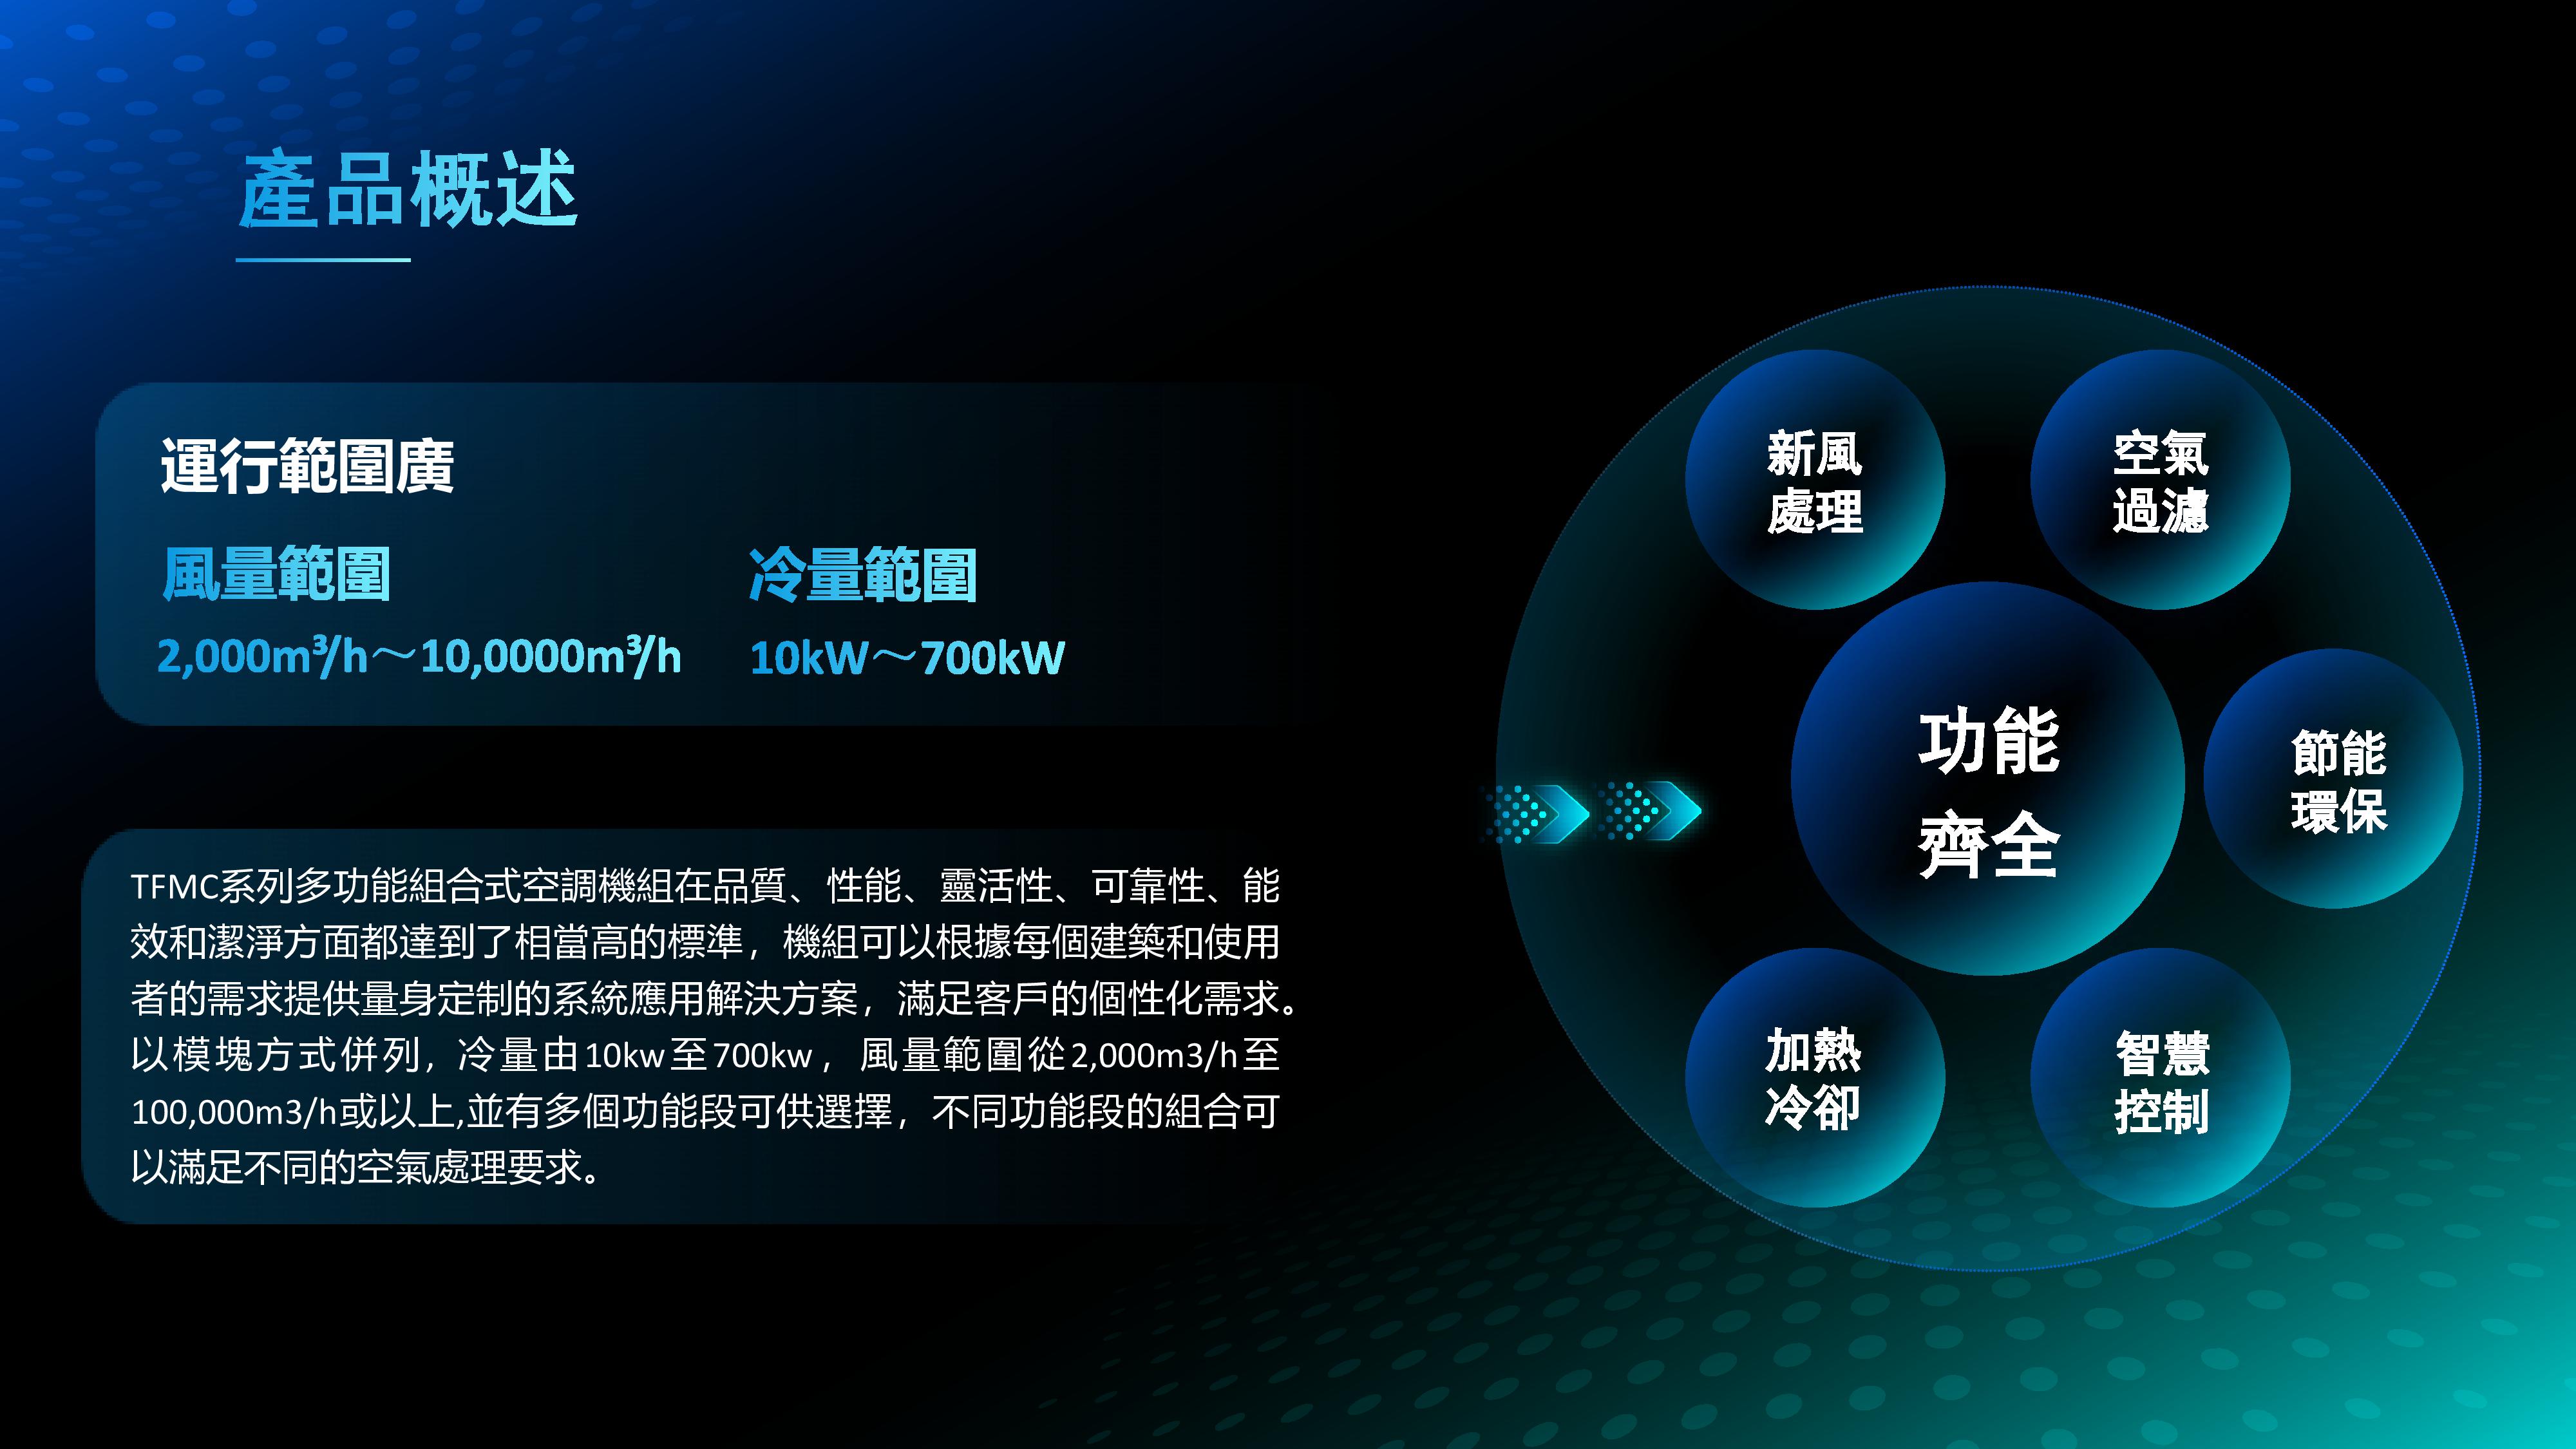 產品概述
運行範圍廣
風量範圍
2,000m³/h～10,0000m³/h
冷量範圍
10kW～700kW
TFMC系列多功能組合式空調機組在品質、性能、靈活性、可靠性、能
效和潔淨方面都達到了相當高的標準，機組可以根據每個建築和使用
者的需求提供量身定制的系統應用解決方案，滿足客戶的個性化需求。
以模塊方式併列，冷量由10kw至700kw，風量範圍從2,000m3/h至
100,000m3/h或以上,並有多個功能段可供選擇，不同功能段的組合可
以滿足不同的空氣處理要求。
新風
處理
空氣
過濾
功能
齊全
節能
環保
加熱
冷卻
智慧
控制